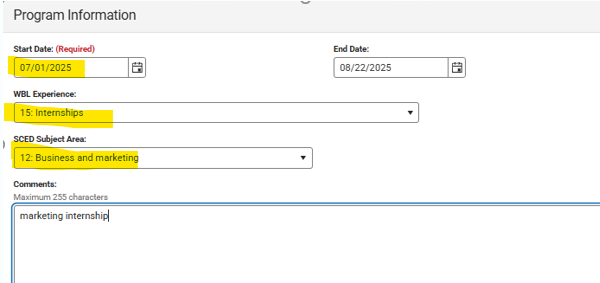 Program Information
Start Date: (Required) End Date:
07/01/2025 08/22/2025
WBL Experience:
15: Internships
SCED Subject Area:
12: Business and marketing
Comments:
Maximum 255 characters
marketing internship